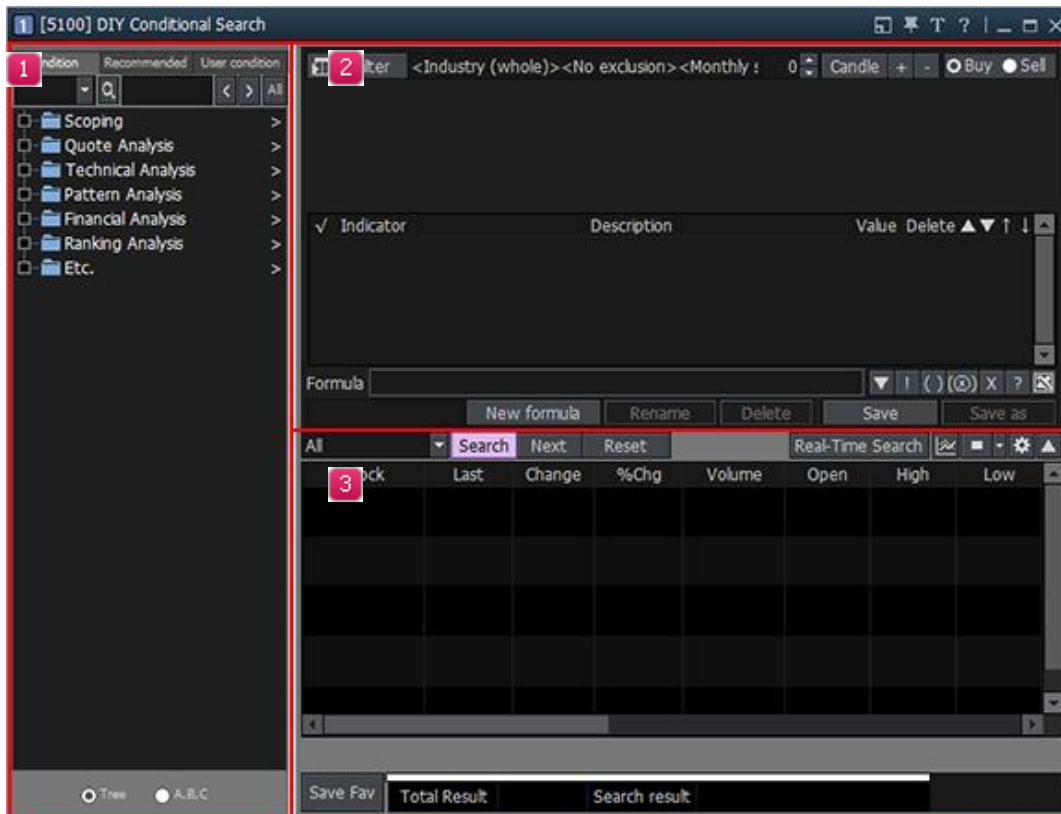 1 [5100] DIY Conditional Search T ?
1 ndition Recommended User condition
< > All
Scoping >
Quote Analysis >
Technical Analysis >
Pattern Analysis >
Financial Analysis >
Ranking Analysis >
Etc. >
Tree A,B,C
2 lter <Industry (whole)><No exclusion><Monthly s 0 Candle + - Buy Sell
√ Indicator Description Value Delete ▲ ▼ ↑ ↓
Formula ▼ ! ( ) (ⓧ) X ?
New formula Rename Delete Save Save as
All Search Next Reset Real-Time Search
3 ock Last Change %Chg Volume Open High Low
Save Fav Total Result Search result